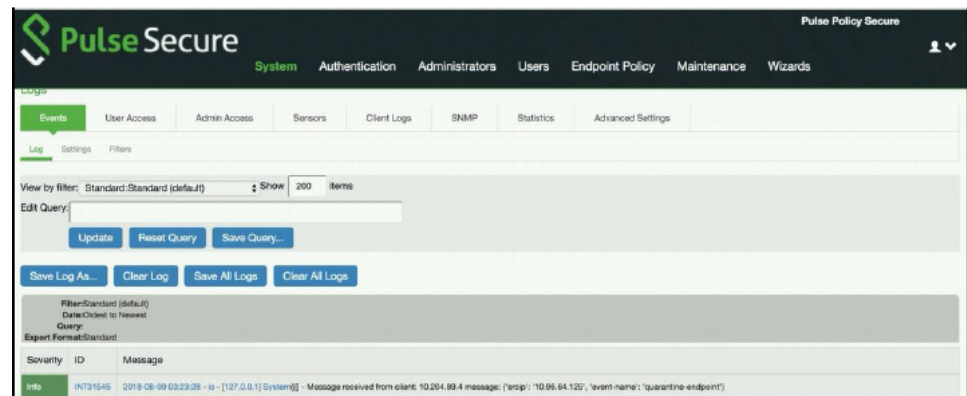 Pulse Secure
Pulse Policy Secure
System Authentication Administrators Users Endpoint Policy Maintenance Wizards
Logs
Events User Access Admin Access Sensors Client Logs SNMP Statistics Advanced Settings
Log Settings Filters
View by filter: Standard:Standard (default) Show 200 items
Edit Query:
Update Reset Query Save Query...
Save Log As... Clear Log Save All Logs Clear All Logs
Filter:Standard (default)
Date:Oldest to Newest
Query:
Export Format:Standard
Severity ID Message
Info INT31545 2018-08-09 03:23:28 - ic - [127.0.0.1] System()[] - Message received from client: 10.204.89.4 message: {'srcip': '10.96.64.125', 'event-name': 'quarantine-endpoint'}